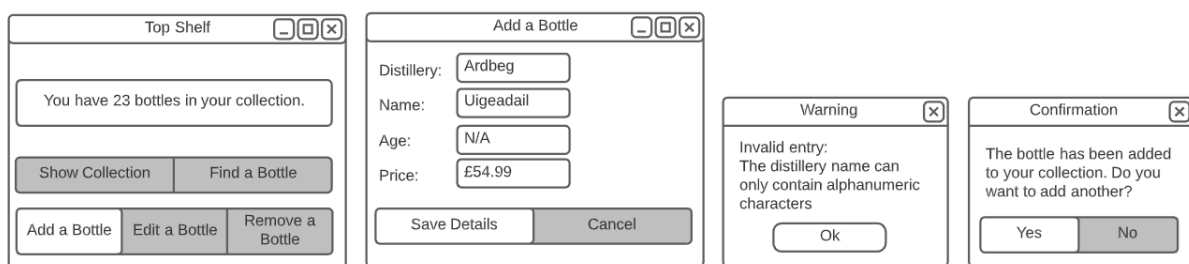 Top Shelf
You have 23 bottles in your collection.
Show Collection
Find a Bottle
Add a Bottle
Edit a Bottle
Remove a
Bottle
Add a Bottle
Distillery:
Ardbeg
Name:
Uigeadail
Age:
N/A
Price:
£54.99
Save Details
Cancel
Warning
Invalid entry:
The distillery name can
only contain alphanumeric
characters
Ok
Confirmation
The bottle has been added
to your collection. Do you
want to add another?
Yes
No